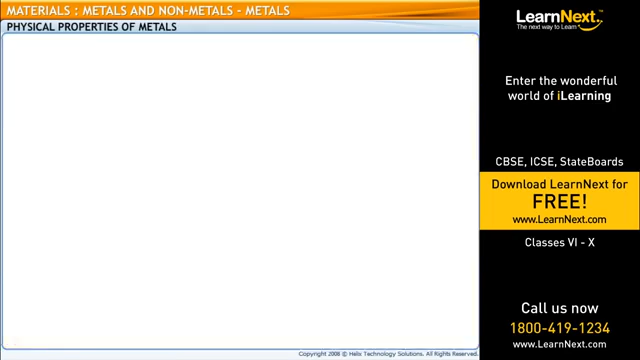 MATERIALS : METALS AND NON-METALS - METALS
PHYSICAL PROPERTIES OF METALS
Copyright 2008 © Helix Technology Solutions. All Rights Reserved.
LearnNext.™
The next way to Learn
Enter the wonderful
world of iLearning
CBSE, ICSE, StateBoards
Download LearnNext for
FREE!
www.LearnNext.com
Classes VI - X
Call us now
1800-419-1234
www.LearnNext.com